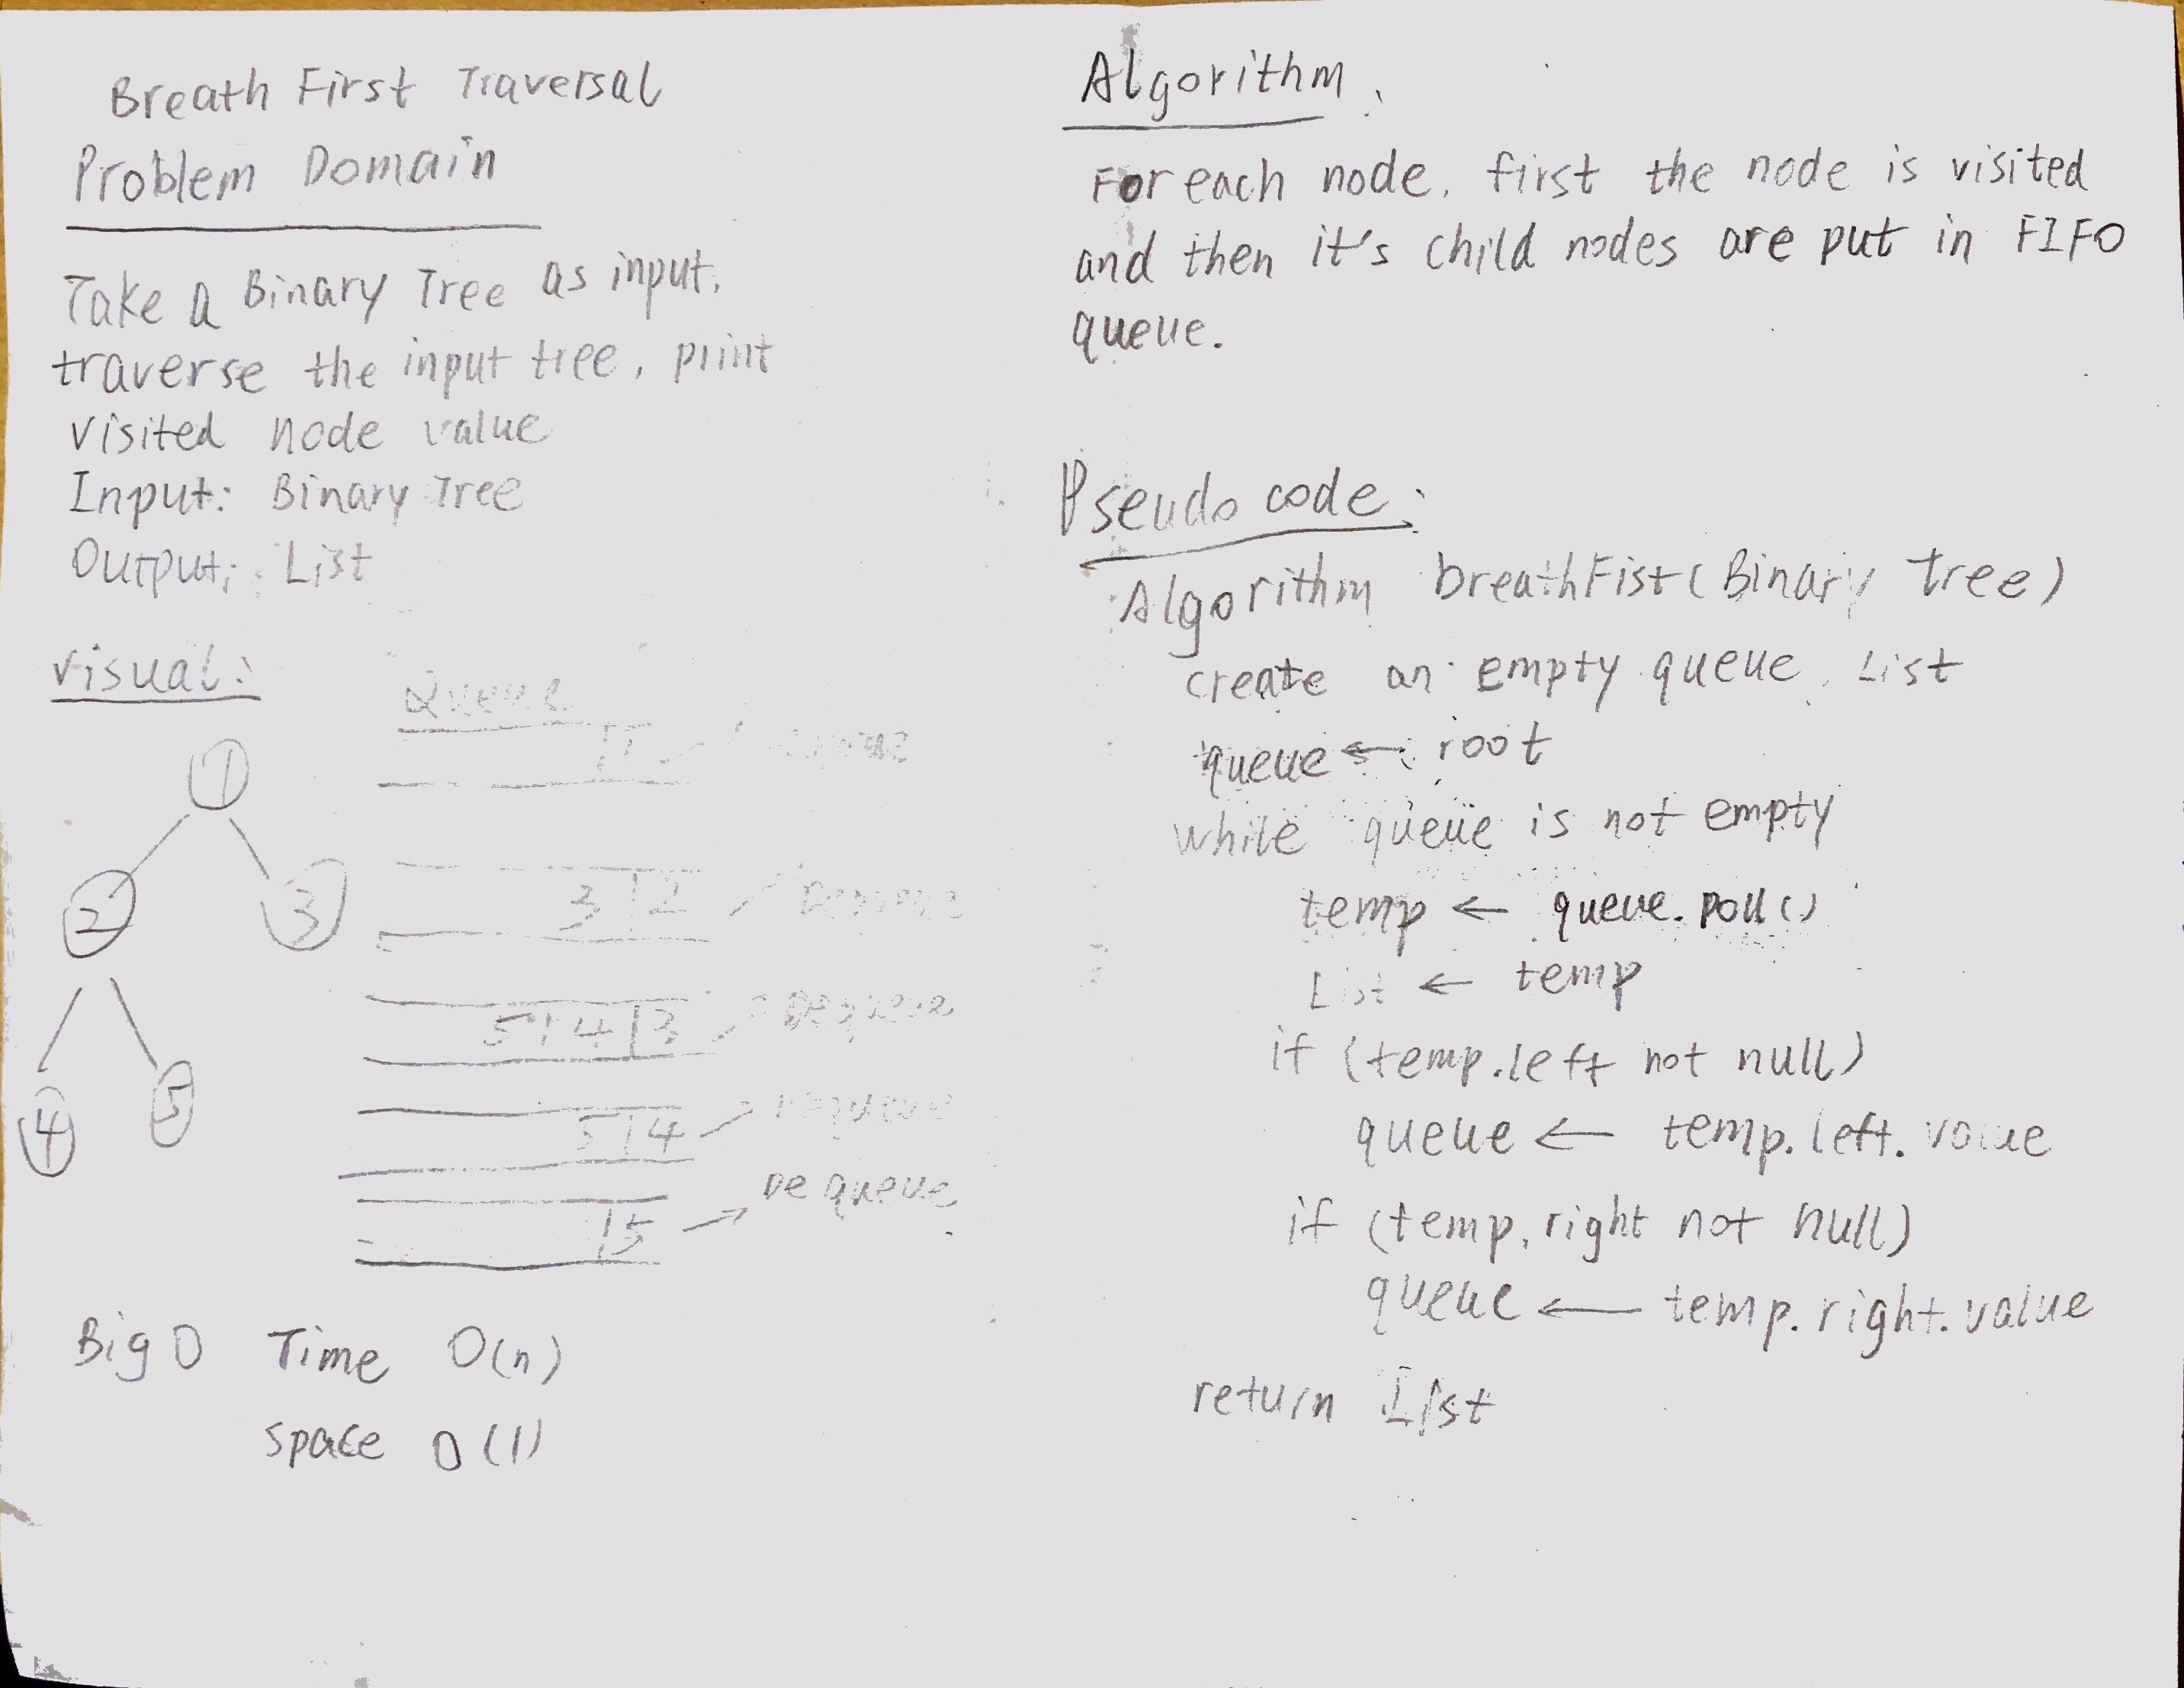 Breath First Traversal
Problem Domain
Take a Binary Tree as input,
traverse the input tree, print
visited node value
Input: Binary Tree
Output: List
visual:
Queue
1
1
2
3
4
5
3 | 2
Dequeue
5 | 4 | 3
Dequeue
5 | 4
Dequeue
| 5
Dequeue
Big O Time O(n)
space O(1)
Algorithm:
For each node, first the node is visited
and then it's child nodes are put in FIFO
queue.
Pseudo code:
Algorithm breathFist(Binary Tree)
create an empty queue, List
queue ← root
while queue is not empty
temp ← queue.poll()
List ← temp
if (temp.left not null)
queue ← temp.left.value
if (temp.right not null)
queue ← temp.right.value
return List